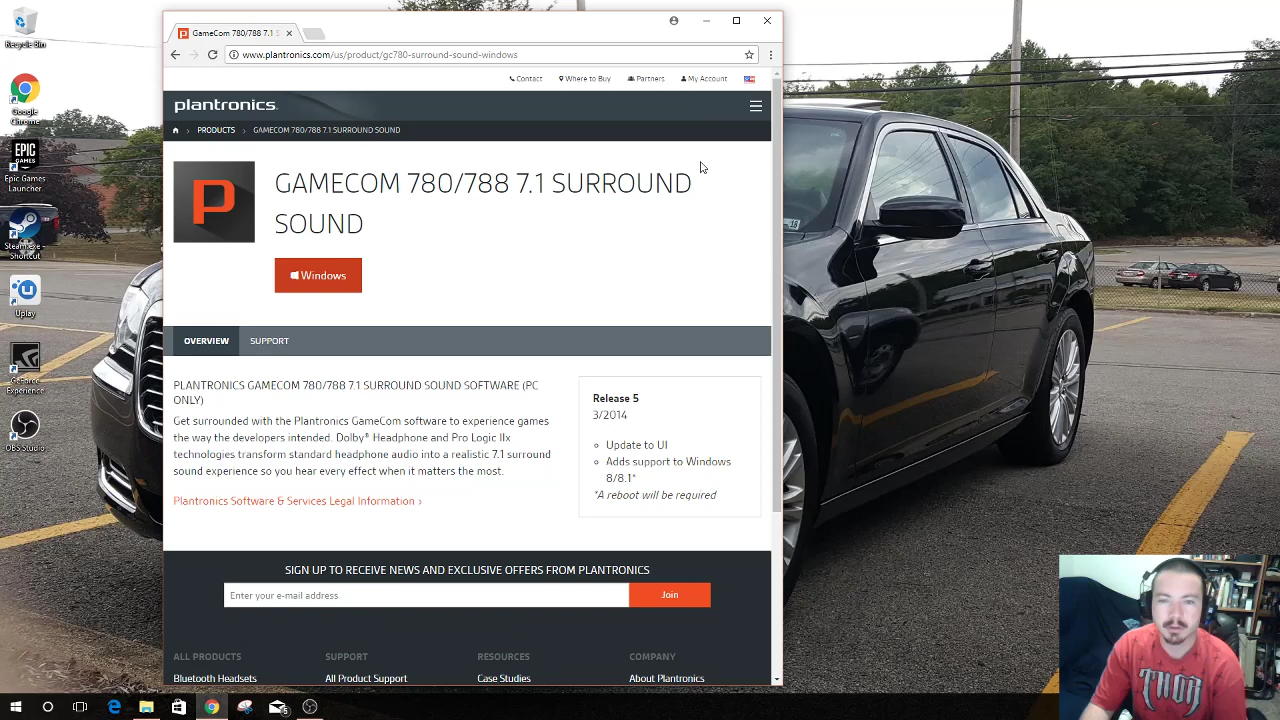 Recycle Bin
Google
Chrome
EPIC
GAMES
Epic Games
Launcher
Steam.exe -
Shortcut
Uplay
GeForce
Experience
OBS Studio
GameCom 780/788 7.1 S
www.plantronics.com/us/product/gc780-surround-sound-windows
Contact
Where to Buy
Partners
My Account
plantronics.
PRODUCTS
GAMECOM 780/788 7.1 SURROUND SOUND
P
GAMECOM 780/788 7.1 SURROUND
SOUND
Windows
OVERVIEW
SUPPORT
PLANTRONICS GAMECOM 780/788 7.1 SURROUND SOUND SOFTWARE (PC
ONLY)
Get surrounded with the Plantronics GameCom software to experience games
the way the developers intended. Dolby® Headphone and Pro Logic IIx
technologies transform standard headphone audio into a realistic 7.1 surround
sound experience so you hear every effect when it matters the most.
Plantronics Software & Services Legal Information ›
Release 5
3/2014
Update to UI
Adds support to Windows
8/8.1*
*A reboot will be required
SIGN UP TO RECEIVE NEWS AND EXCLUSIVE OFFERS FROM PLANTRONICS
Enter your e-mail address
Join
ALL PRODUCTS
SUPPORT
RESOURCES
COMPANY
Bluetooth Headsets
All Product Support
Case Studies
About Plantronics
THOR